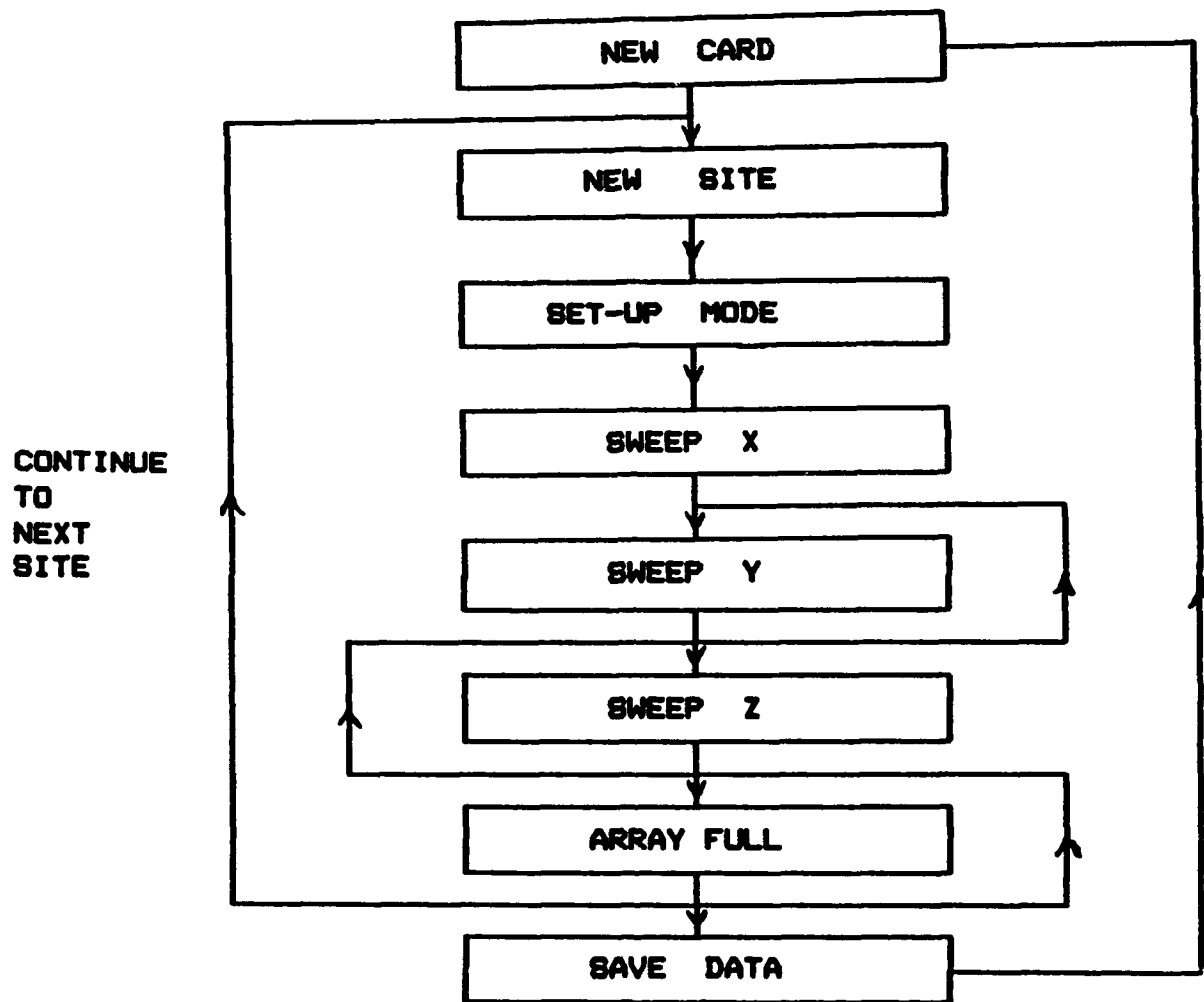 NEW CARD
NEW SITE
SET-UP MODE
SWEEP X
CONTINUE
TO
NEXT
SITE
SWEEP Y
SWEEP Z
ARRAY FULL
SAVE DATA